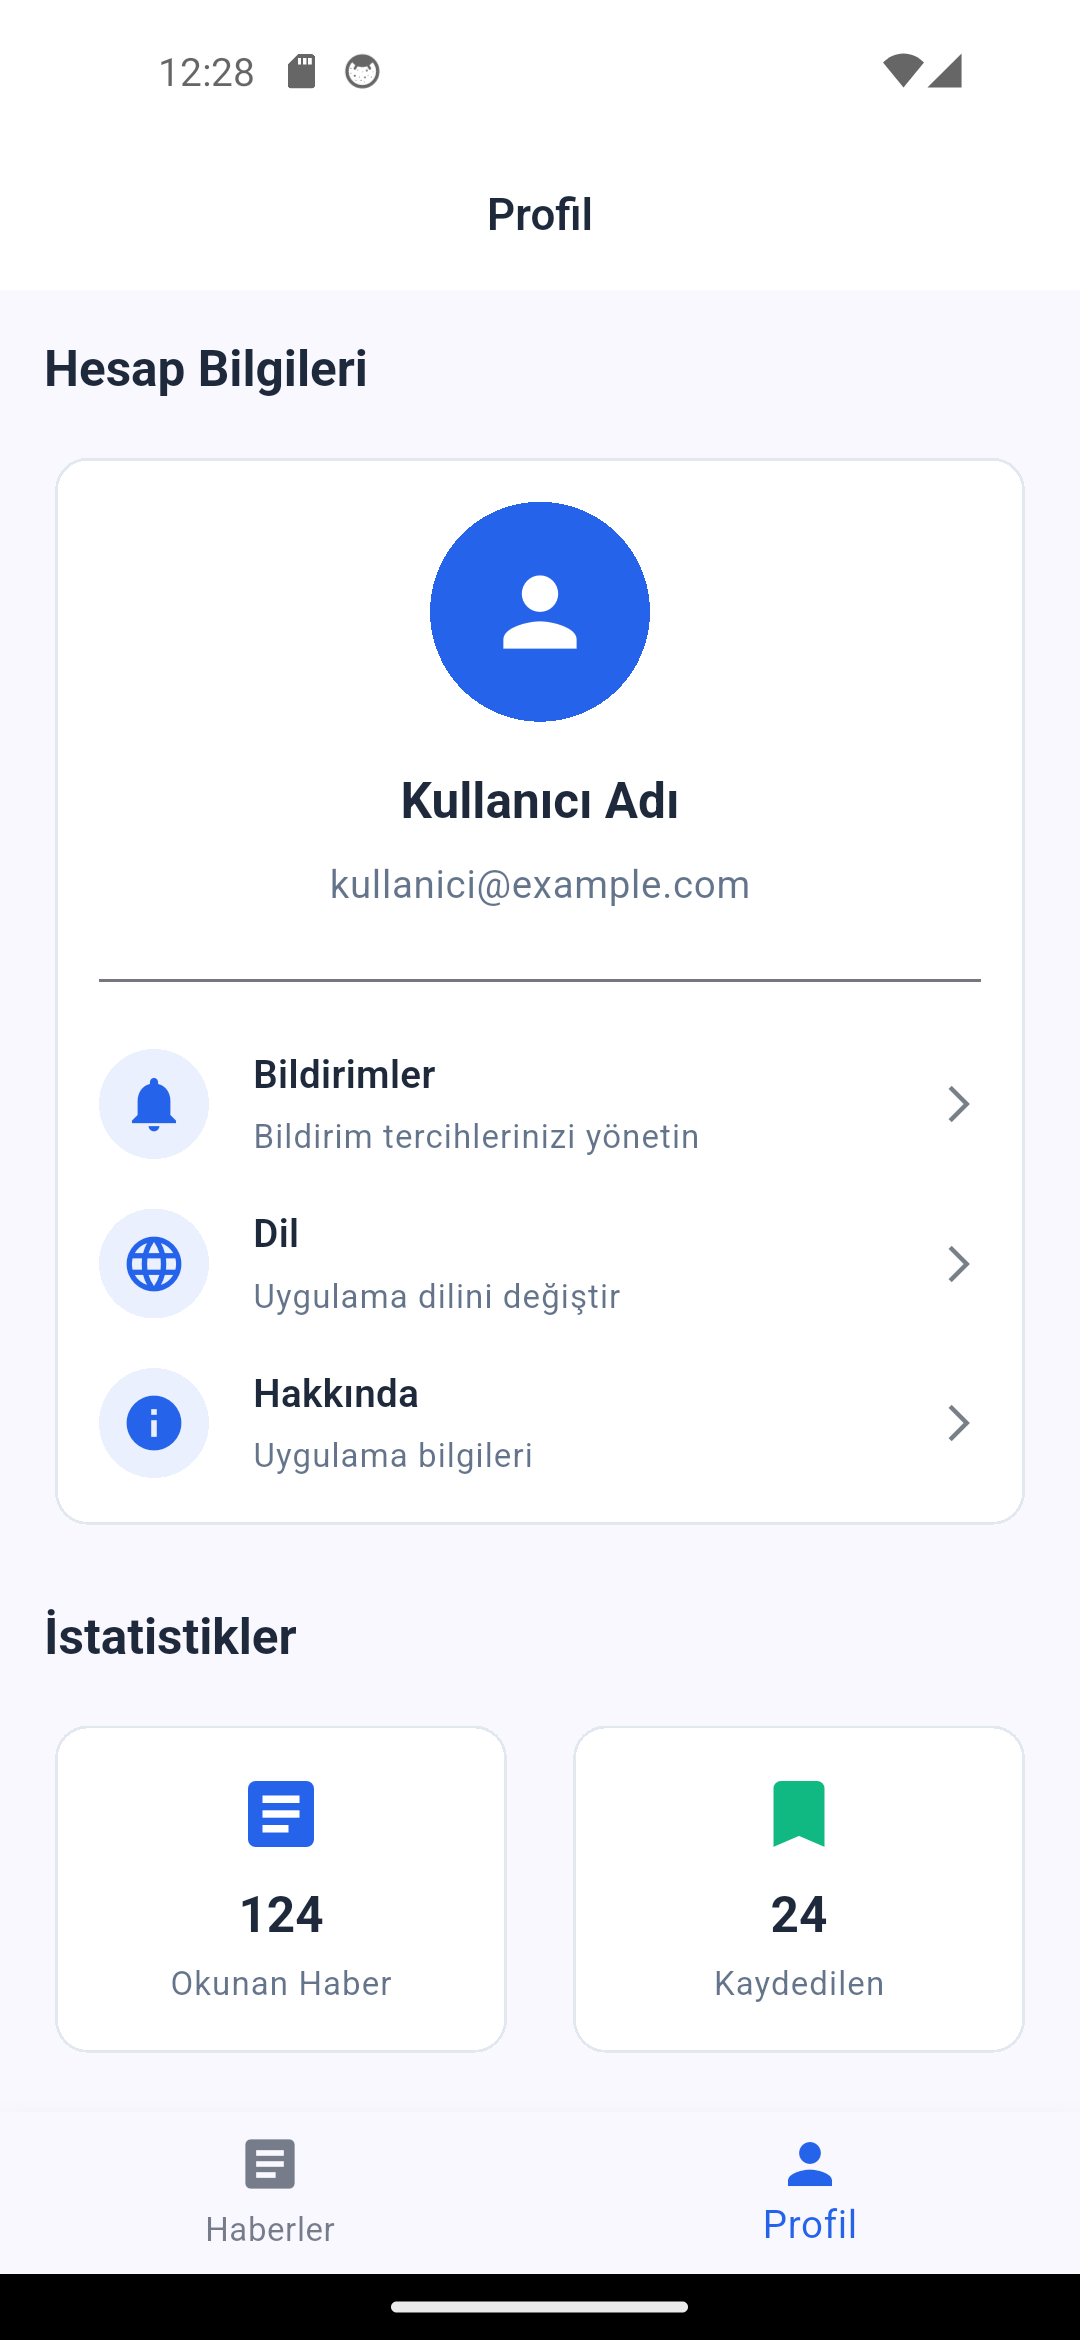 12:28
Profil
Hesap Bilgileri
Kullanıcı Adı
kullanici@example.com
Bildirimler
Bildirim tercihlerinizi yönetin
Dil
Uygulama dilini değiştir
Hakkında
Uygulama bilgileri
İstatistikler
124
Okunan Haber
24
Kaydedilen
Haberler
Profil